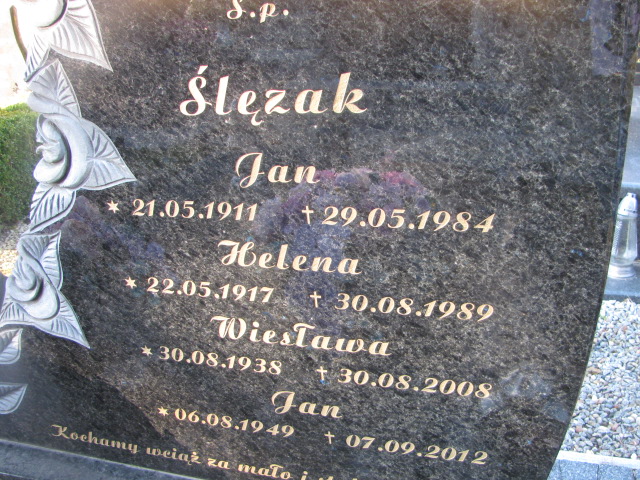 Ś.p.
Ślęzak
Jan
* 21.05.1911 † 29.05.1984
Helena
* 22.05.1917 † 30.08.1989
Wiesława
* 30.08.1938 † 30.08.2008
Jan
* 06.08.1949 † 07.09.2012
Kochamy wciąż za mało i